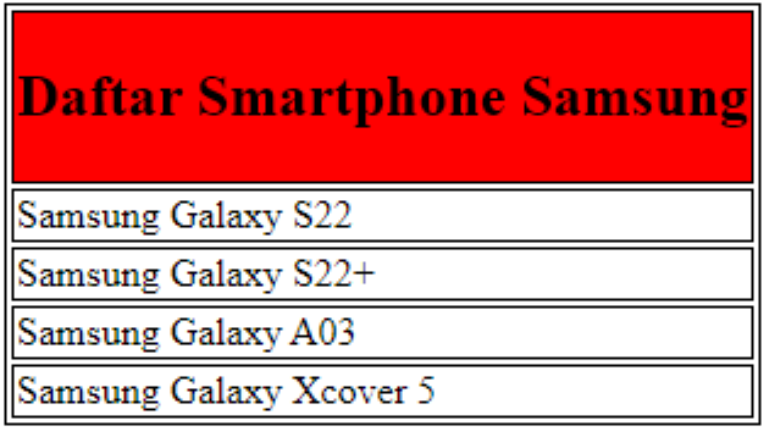 Daftar Smartphone Samsung
Samsung Galaxy S22
Samsung Galaxy S22+
Samsung Galaxy A03
Samsung Galaxy Xcover 5